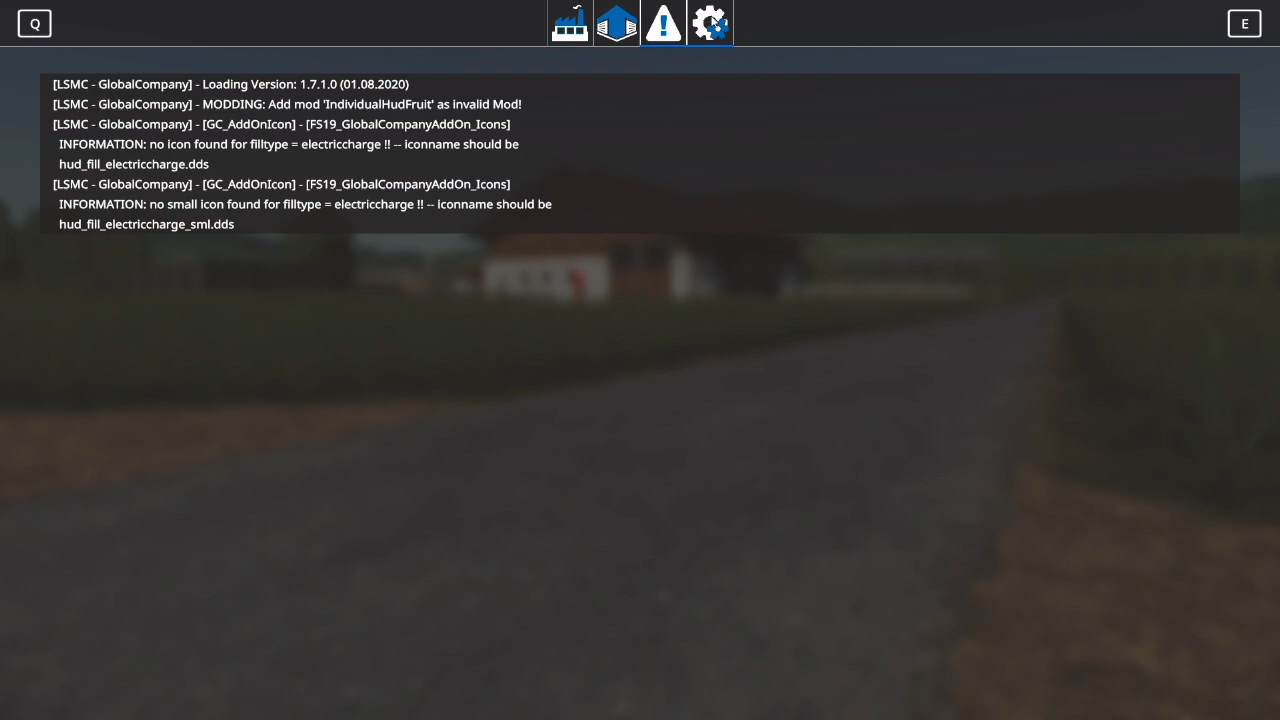 Q
E
[LSMC - GlobalCompany] - Loading Version: 1.7.1.0 (01.08.2020)
[LSMC - GlobalCompany] - MODDING: Add mod 'IndividualHudFruit' as invalid Mod!
[LSMC - GlobalCompany] - [GC_AddOnIcon] - [FS19_GlobalCompanyAddOn_Icons]
INFORMATION: no icon found for filltype = electriccharge !! -- iconname should be
hud_fill_electriccharge.dds
[LSMC - GlobalCompany] - [GC_AddOnIcon] - [FS19_GlobalCompanyAddOn_Icons]
INFORMATION: no small icon found for filltype = electriccharge !! -- iconname should be
hud_fill_electriccharge_sml.dds